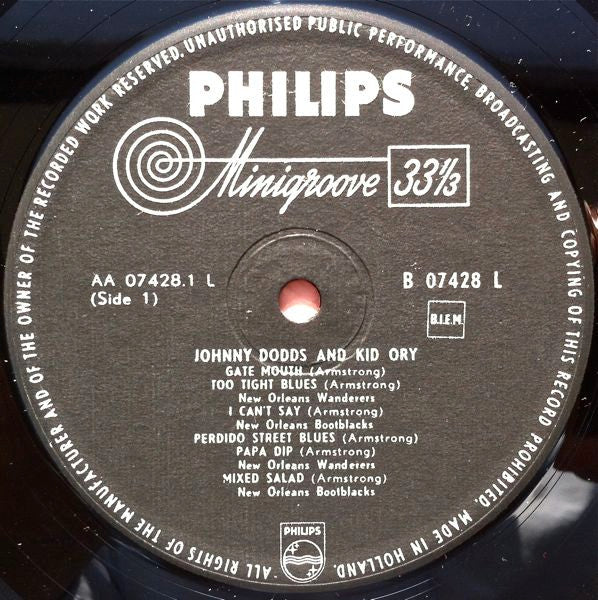 "ALL RIGHTS OF THE MANUFACTURER AND OF THE OWNER OF THE RECORDED WORK RESERVED. UNAUTHORISED PUBLIC PERFORMANCE, BROADCASTING AND COPYING OF THIS RECORD PROHIBITED. MADE IN HOLLAND.
PHILIPS
Minigroove 33⅓
AA 07428.1 L
(Side 1)
B 07428 L
B.I.E.M.
JOHNNY DODDS AND KID ORY
GATE MOUTH (Armstrong)
TOO TIGHT BLUES (Armstrong)
New Orleans Wanderers
I CAN'T SAY (Armstrong)
New Orleans Bootblacks
PERDIDO STREET BLUES (Armstrong)
PAPA DIP (Armstrong)
New Orleans Wanderers
MIXED SALAD (Armstrong)
New Orleans Bootblacks
PHILIPS